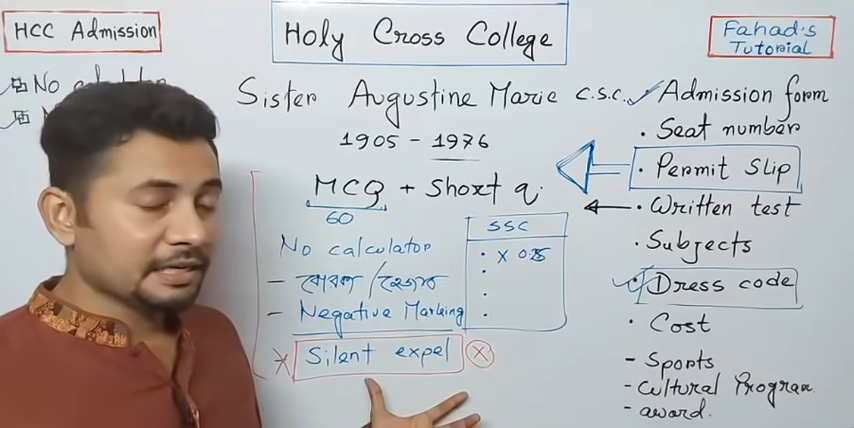 HCC Admission
Holy Cross College
Fahad's
Tutorial
No
Sister Augustine Marie C.S.C.
1905 - 1976
MCQ + Short q.
60
No calculator
- বোরকা / হেজাব
- Negative Marking
Silent expel
SSC
x 0.25
Admission form
· Seat number
· Permit Slip
· Written test
· Subjects
Dress code
· Cost
- Sports
- Cultural Program
- award.